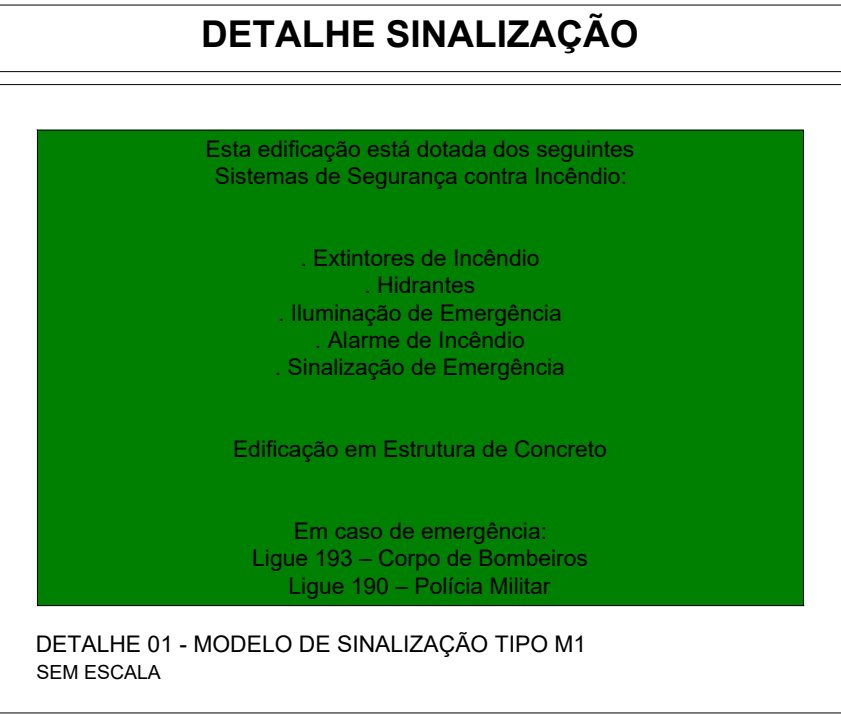 DETALHE SINALIZAÇÃO
Esta edificação está dotada dos seguintes
Sistemas de Segurança contra Incêndio:
. Extintores de Incêndio
. Hidrantes
. Iluminação de Emergência
. Alarme de Incêndio
. Sinalização de Emergência
Edificação em Estrutura de Concreto
Em caso de emergência:
Ligue 193 – Corpo de Bombeiros
Ligue 190 – Polícia Militar
DETALHE 01 - MODELO DE SINALIZAÇÃO TIPO M1
SEM ESCALA